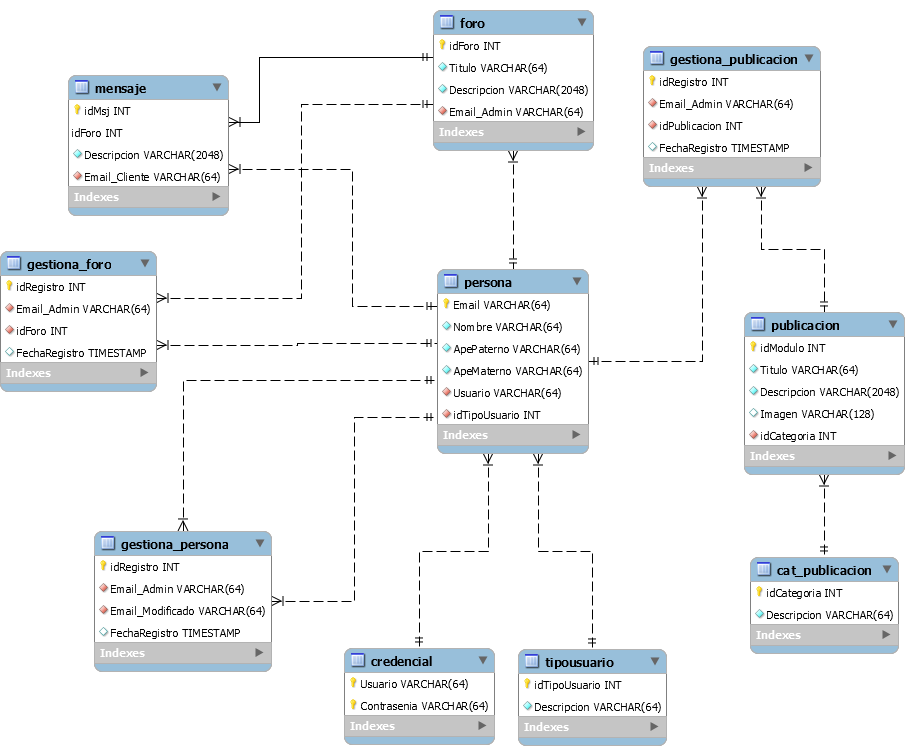 foro
idForo INT
Titulo VARCHAR(64)
Descripcion VARCHAR(2048)
Email_Admin VARCHAR(64)
Indexes
gestiona_publicacion
idRegistro INT
Email_Admin VARCHAR(64)
idPublicacion INT
FechaRegistro TIMESTAMP
Indexes
mensaje
idMsj INT
idForo INT
Descripcion VARCHAR(2048)
Email_Cliente VARCHAR(64)
Indexes
gestiona_foro
idRegistro INT
Email_Admin VARCHAR(64)
idForo INT
FechaRegistro TIMESTAMP
Indexes
persona
Email VARCHAR(64)
Nombre VARCHAR(64)
ApePaterno VARCHAR(64)
ApeMaterno VARCHAR(64)
Usuario VARCHAR(64)
idTipoUsuario INT
Indexes
publicacion
idModulo INT
Titulo VARCHAR(64)
Descripcion VARCHAR(2048)
Imagen VARCHAR(128)
idCategoria INT
Indexes
gestiona_persona
idRegistro INT
Email_Admin VARCHAR(64)
Email_Modificado VARCHAR(64)
FechaRegistro TIMESTAMP
Indexes
cat_publicacion
idCategoria INT
Descripcion VARCHAR(64)
Indexes
credencial
Usuario VARCHAR(64)
Contrasenia VARCHAR(64)
Indexes
tipousuario
idTipoUsuario INT
Descripcion VARCHAR(64)
Indexes